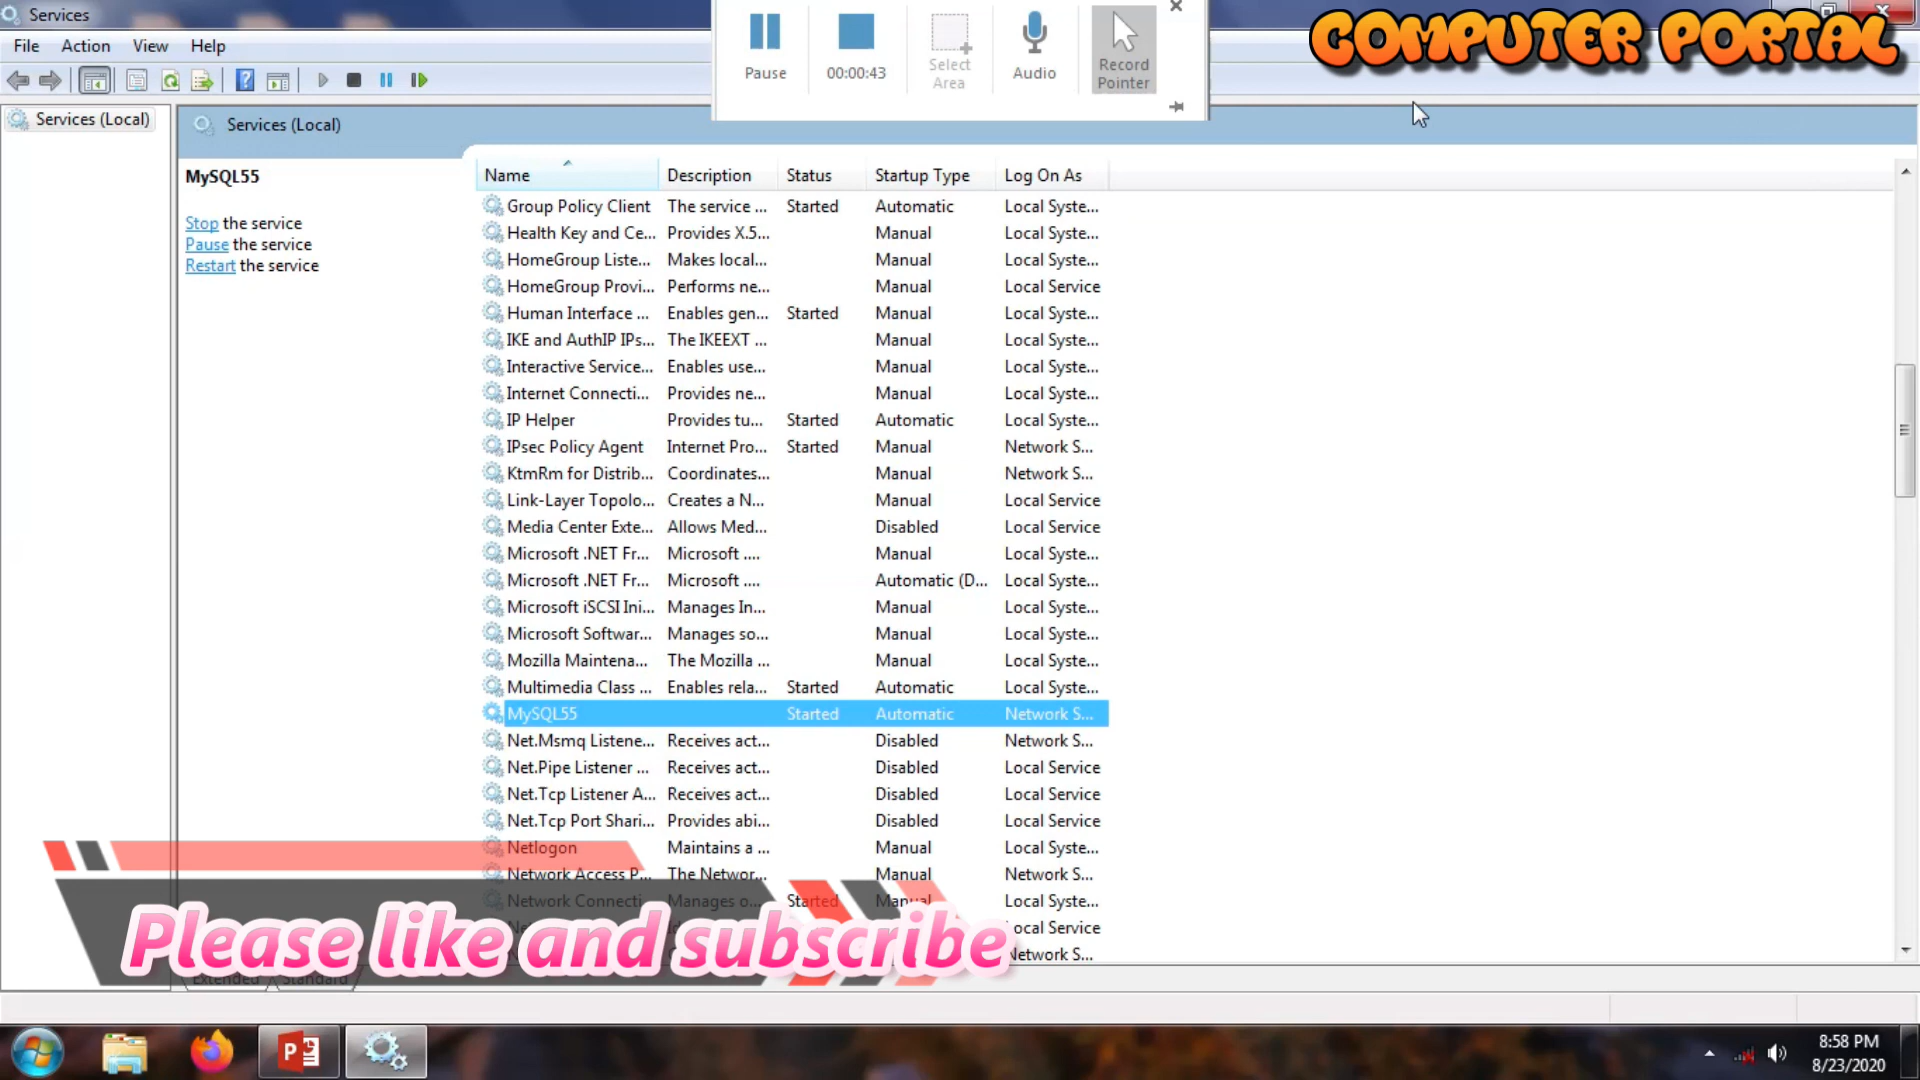 Services
COMPUTER PORTAL
File Action View Help
Pause
00:00:43
Select Area
Audio
Record Pointer
Services (Local)
Services (Local)
MySQL55
Stop the service
Pause the service
Restart the service
Name Description Status Startup Type Log On As
Group Policy Client The service ... Started Automatic Local Syste...
Health Key and Ce... Provides X.5... Manual Local Syste...
HomeGroup Liste... Makes local... Manual Local Syste...
HomeGroup Provi... Performs ne... Manual Local Service
Human Interface ... Enables gen... Started Manual Local Syste...
IKE and AuthIP IPs... The IKEEXT ... Manual Local Syste...
Interactive Service... Enables use... Manual Local Syste...
Internet Connecti... Provides ne... Manual Local Syste...
IP Helper Provides tu... Started Automatic Local Syste...
IPsec Policy Agent Internet Pro... Started Manual Network S...
KtmRm for Distrib... Coordinates... Manual Network S...
Link-Layer Topolo... Creates a N... Manual Local Service
Media Center Exte... Allows Med... Disabled Local Service
Microsoft .NET Fr... Microsoft .... Manual Local Syste...
Microsoft .NET Fr... Microsoft .... Automatic (D... Local Syste...
Microsoft iSCSI Ini... Manages In... Manual Local Syste...
Microsoft Softwar... Manages so... Manual Local Syste...
Mozilla Maintena... The Mozilla ... Manual Local Syste...
Multimedia Class ... Enables rela... Started Automatic Local Syste...
MySQL55 Started Automatic Network S...
Net.Msmq Listene... Receives act... Disabled Network S...
Net.Pipe Listener ... Receives act... Disabled Local Service
Net.Tcp Listener A... Receives act... Disabled Local Service
Net.Tcp Port Shari... Provides abi... Disabled Local Service
Netlogon Maintains a ... Manual Local Syste...
Network Access P... The Networ... Manual Network S...
Network Connecti... Manages o... Started Manual Local Syste...
Local Service
Network S...
Please like and subscribe
Extended Standard
8:58 PM
8/23/2020